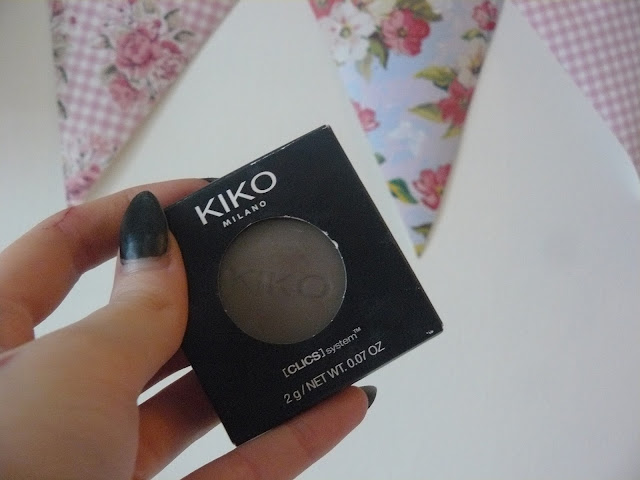 KIKO
MILANO
KIKO
[CLICS] system™
2 g / NET WT. 0.07 OZ